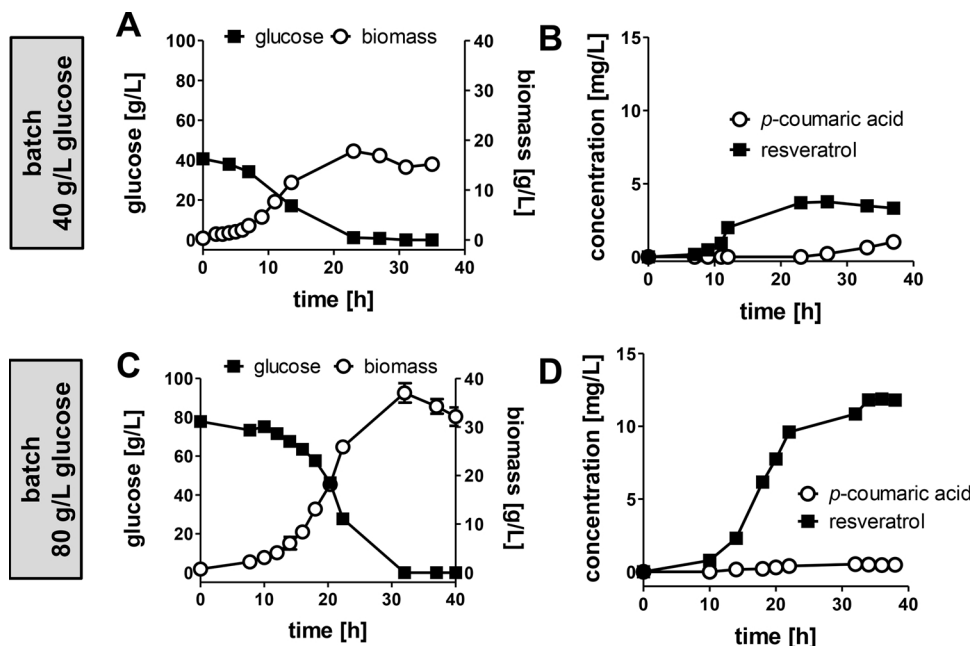 batch
40 g/L glucose
A
glucose biomass
glucose [g/L]
100
80
60
40
20
0
biomass [g/L]
40
30
20
10
0
0 10 20 30 40
time [h]
B
concentration [mg/L]
15
10
5
0
p-coumaric acid
resveratrol
0 10 20 30 40
time [h]
batch
80 g/L glucose
C
glucose biomass
glucose [g/L]
100
80
60
40
20
0
biomass [g/L]
40
30
20
10
0
0 10 20 30 40
time [h]
D
concentration [mg/L]
15
10
5
0
p-coumaric acid
resveratrol
0 10 20 30 40
time [h]